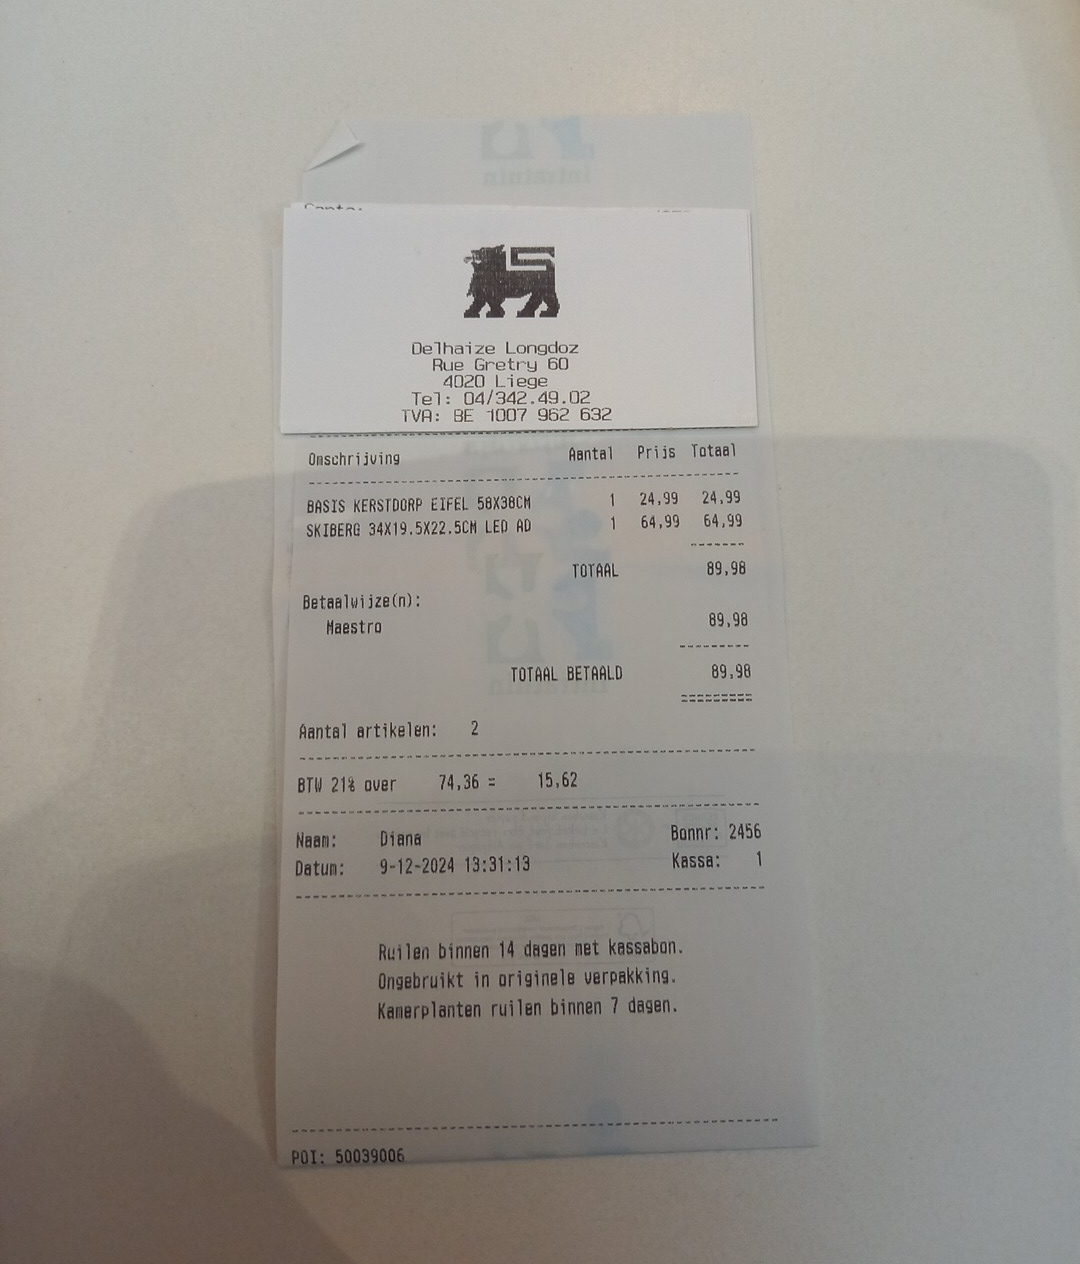 intratuin
Delhaize Longdoz
Rue Gretry 60
4020 Liege
Tel: 04/342.49.02
TVA: BE 1007 962 632
Omschrijving Aantal Prijs Totaal
BASIS KERSTDORP EIFEL 58X38CM 1 24,99 24,99
SKIBERG 34X19.5X22.5CM LED AD 1 64,99 64,99
TOTAAL 89,98
Betaalwijze(n):
Maestro 89,98
TOTAAL BETAALD 89,98
Aantal artikelen: 2
BTW 21% over 74,36 = 15,62
Naam: Diana Bonnr: 2456
Datum: 9-12-2024 13:31:13 Kassa: 1
Ruilen binnen 14 dagen met kassabon.
Ongebruikt in originele verpakking.
Kamerplanten ruilen binnen 7 dagen.
POI: 50039006